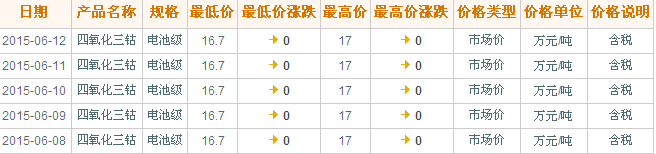 日期 产品名称 规格 最低价 最低价涨跌 最高价 最高价涨跌 价格类型 价格单位 价格说明
2015-06-12 四氧化三钴 电池级 16.7 → 0 17 → 0 市场价 万元/吨 含税
2015-06-11 四氧化三钴 电池级 16.7 → 0 17 → 0 市场价 万元/吨 含税
2015-06-10 四氧化三钴 电池级 16.7 → 0 17 → 0 市场价 万元/吨 含税
2015-06-09 四氧化三钴 电池级 16.7 → 0 17 → 0 市场价 万元/吨 含税
2015-06-08 四氧化三钴 电池级 16.7 → 0 17 → 0 市场价 万元/吨 含税